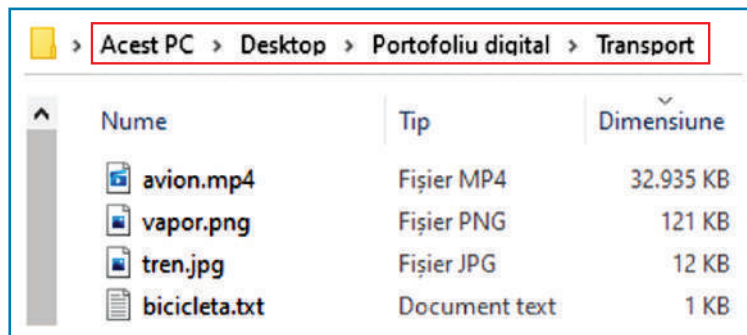 > Acest PC > Desktop > Portofoliu digital > Transport
Nume Tip Dimensiune
avion.mp4 Fișier MP4 32.935 KB
vapor.png Fișier PNG 121 KB
tren.jpg Fișier JPG 12 KB
bicicleta.txt Document text 1 KB